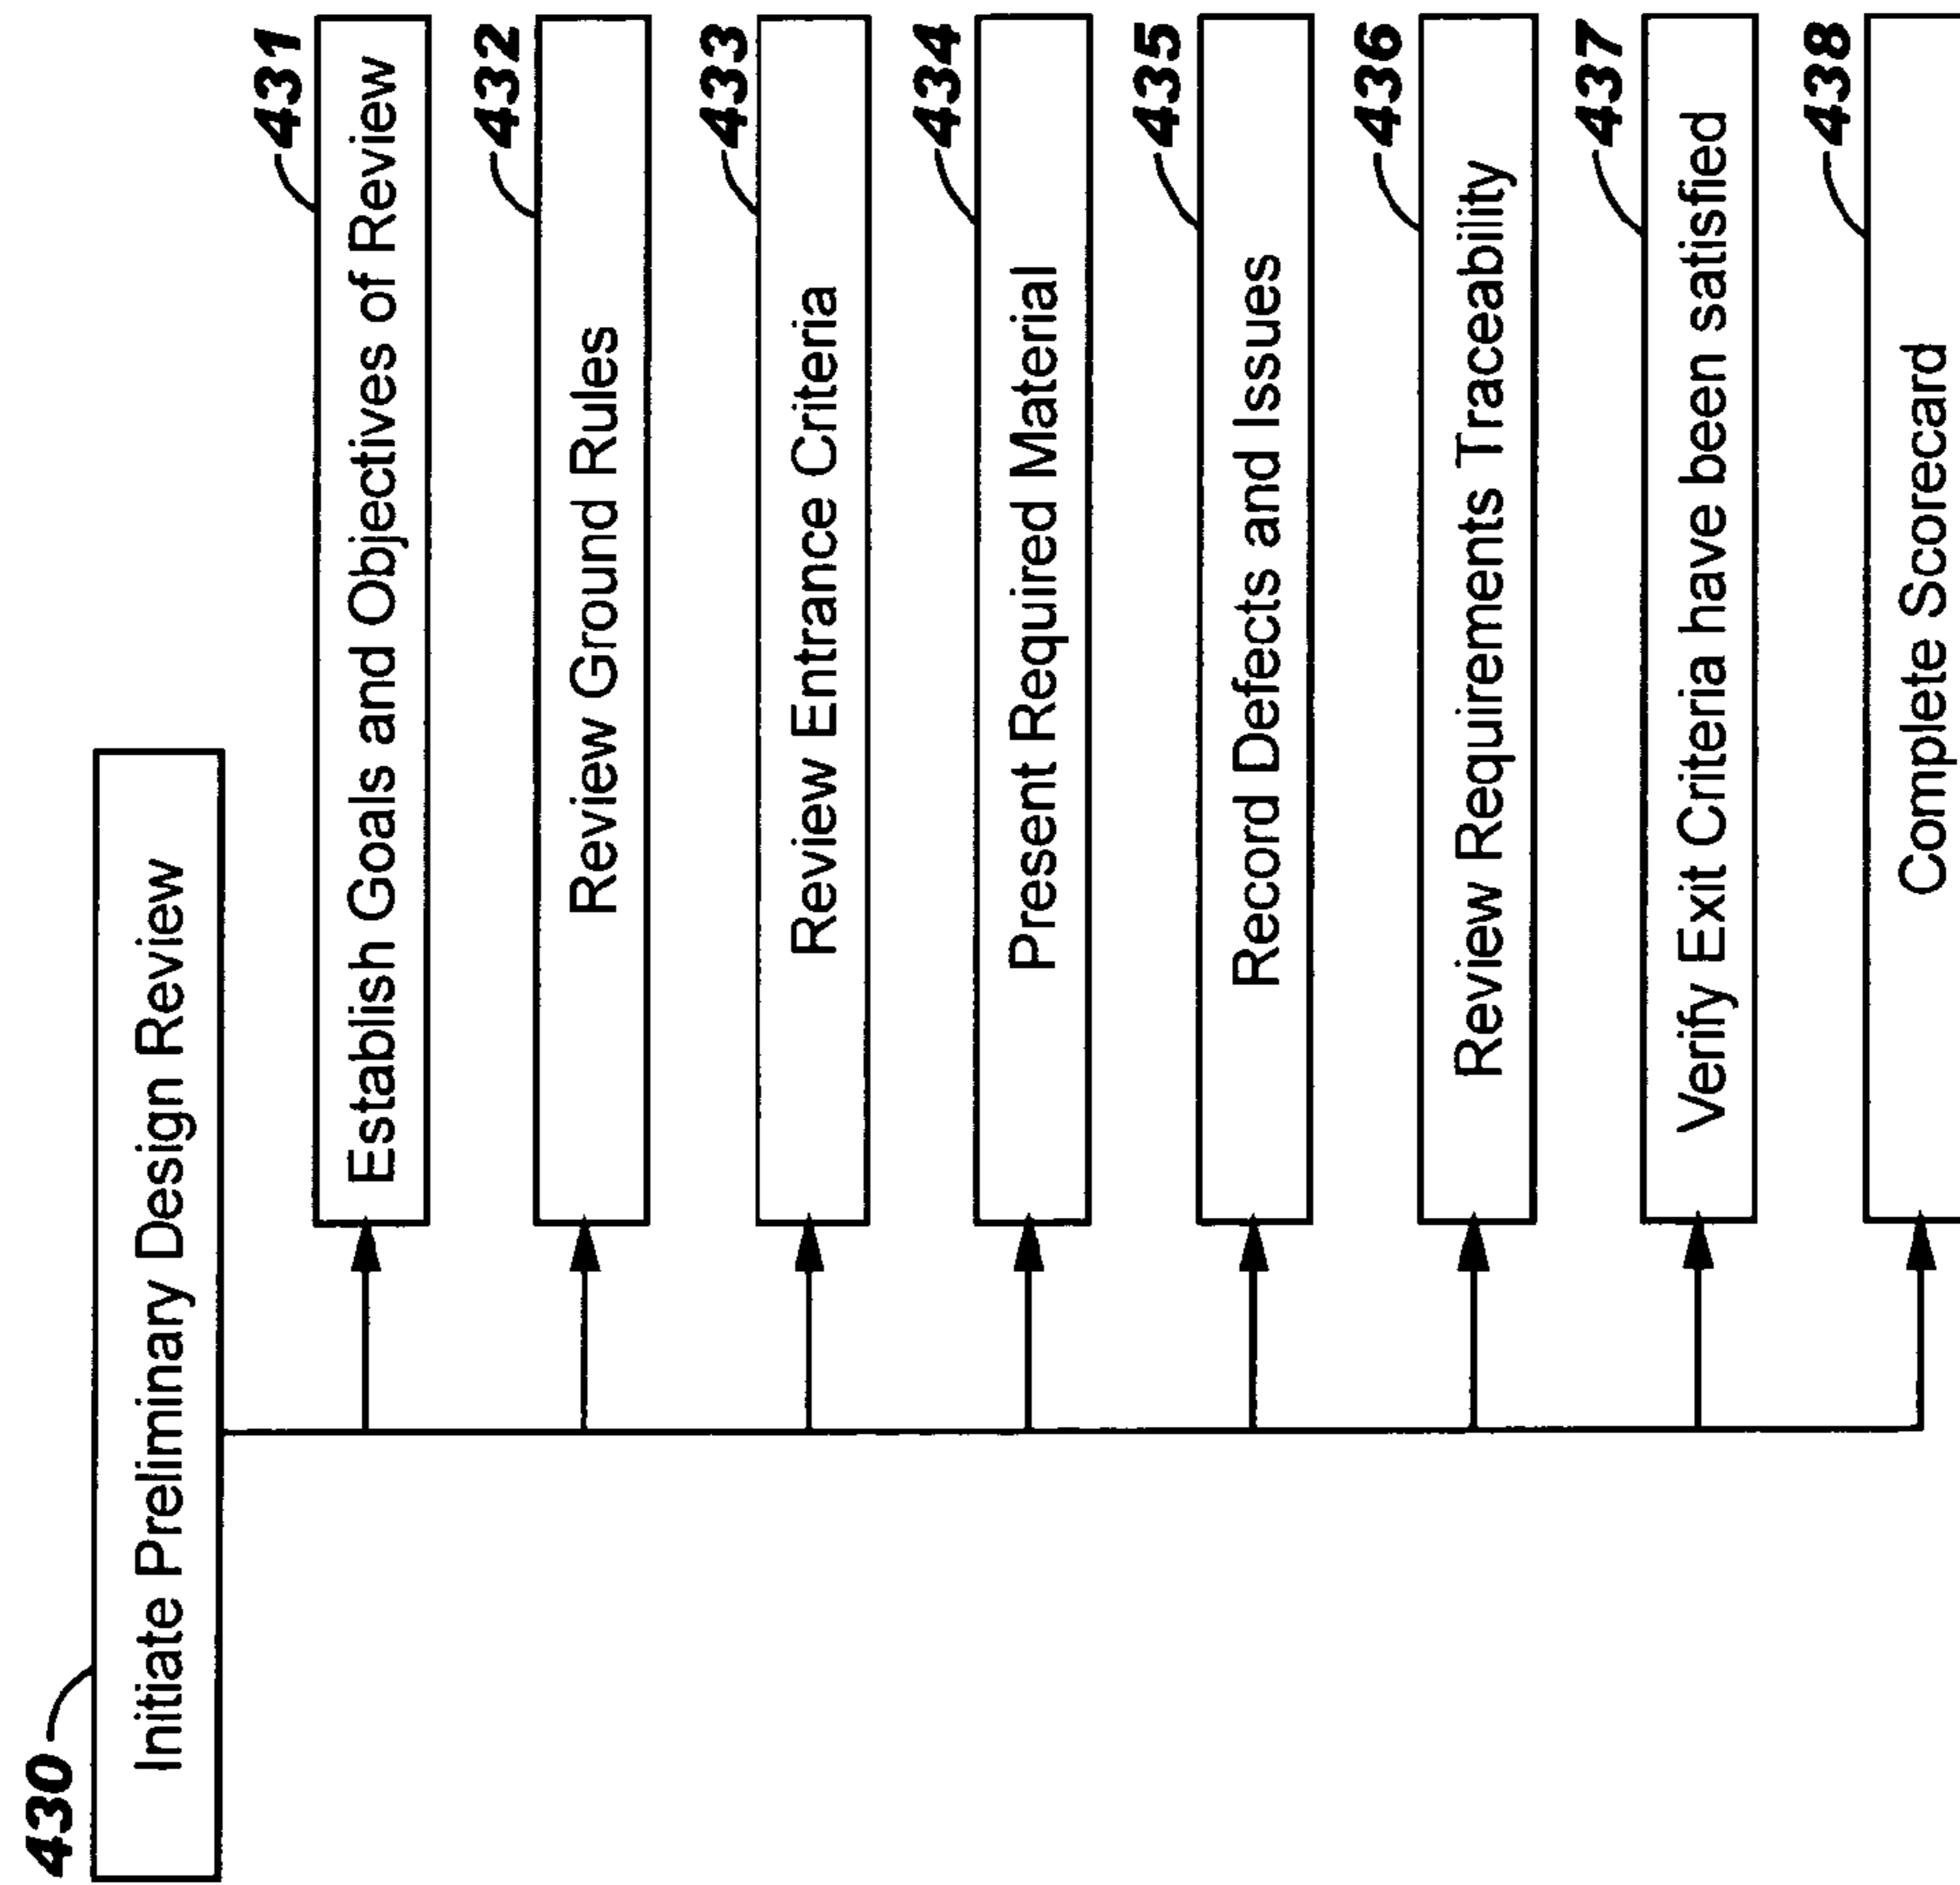 430
Initiate Preliminary Design Review
431
Establish Goals and Objectives of Review
432
Review Ground Rules
433
Review Entrance Criteria
434
Present Required Material
435
Record Defects and Issues
436
Review Requirements Traceability
437
Verify Exit Criteria have been satisfied
438
Complete Scorecard